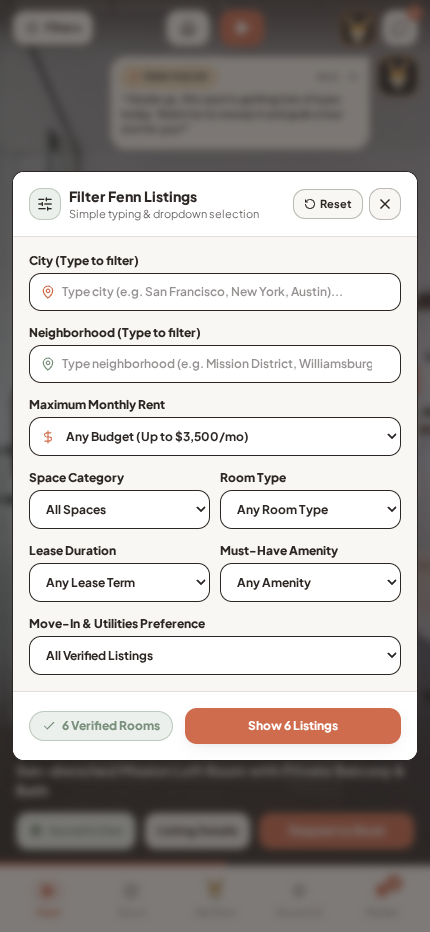 Filters
Filter Fenn Listings
Simple typing & dropdown selection
Reset
City (Type to filter)
Type city (e.g. San Francisco, New York, Austin)...
Neighborhood (Type to filter)
Type neighborhood (e.g. Mission District, Williamsburg
Maximum Monthly Rent
$ Any Budget (Up to $3,500/mo)
Space Category
Room Type
All Spaces
Any Room Type
Lease Duration
Must-Have Amenity
Any Lease Term
Any Amenity
Move-In & Utilities Preference
All Verified Listings
6 Verified Rooms
Show 6 Listings